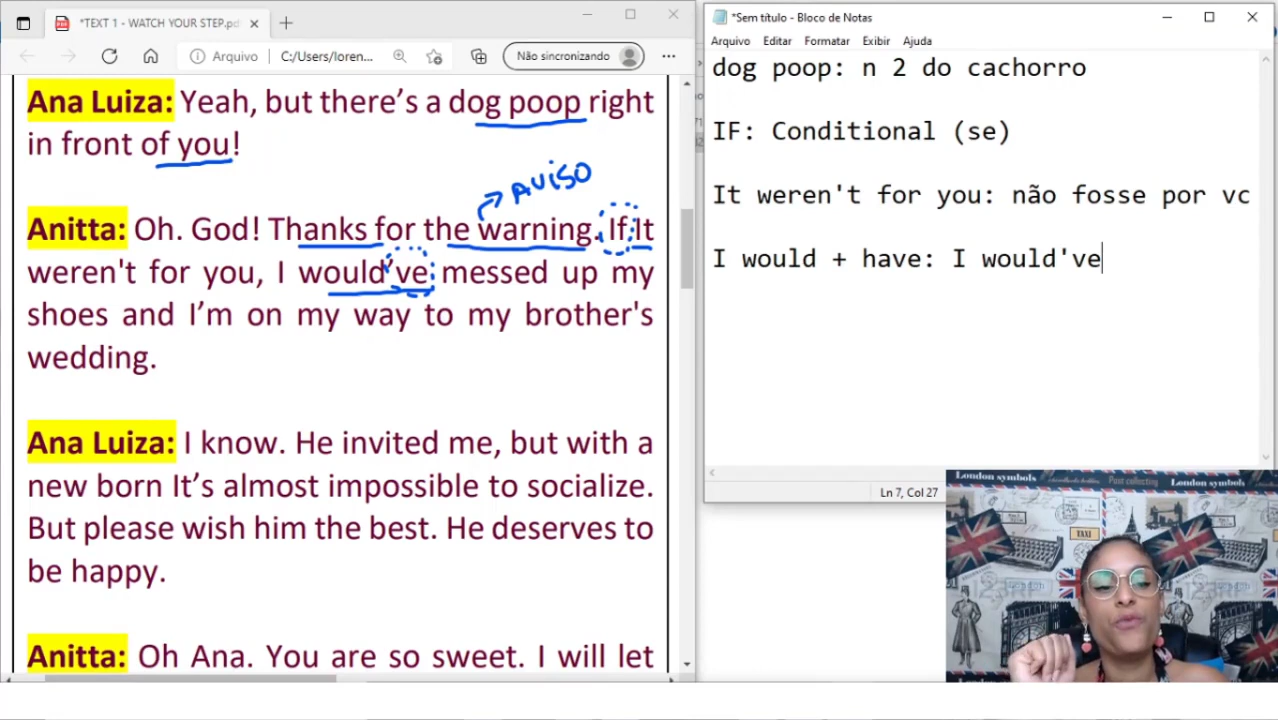 *TEXT 1 - WATCH YOUR STEP.pd
Arquivo
C:/Users/loren...
Não sincronizando
Ana Luiza: Yeah, but there's a dog poop right
in front of you!
AViSO
Anitta: Oh. God! Thanks for the warning. If It
weren't for you, I would've messed up my
shoes and I'm on my way to my brother's
wedding.
Ana Luiza: I know. He invited me, but with a
new born It's almost impossible to socialize.
But please wish him the best. He deserves to
be happy.
Anitta: Oh Ana. You are so sweet. I will let
*Sem título - Bloco de Notas
Arquivo Editar Formatar Exibir Ajuda
dog poop: n 2 do cachorro
IF: Conditional (se)
It weren't for you: não fosse por vc
I would + have: I would've
Ln 7, Col 27
London symbols
Post collecting
London symbols
TAXI